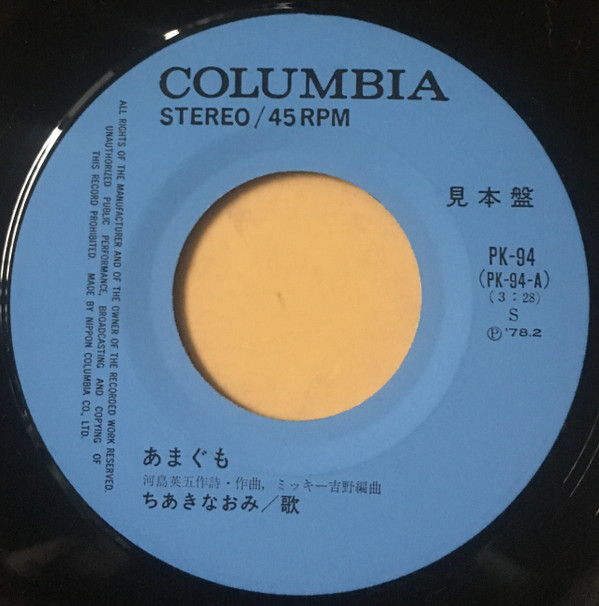 COLUMBIA
STEREO/45RPM
見本盤
PK-94
(PK-94-A)
(3:28)
S
Ⓟ'78.2
ALL RIGHTS OF THE MANUFACTURER AND OF THE OWNER OF THE RECORDED WORK RESERVED.
UNAUTHORIZED PUBLIC PERFORMANCE, BROADCASTING AND COPYING OF
THIS RECORD PROHIBITED. MADE BY NIPPON COLUMBIA CO., LTD.
あまぐも
河島英五作詩・作曲，ミッキー吉野編曲
ちあきなおみ／歌